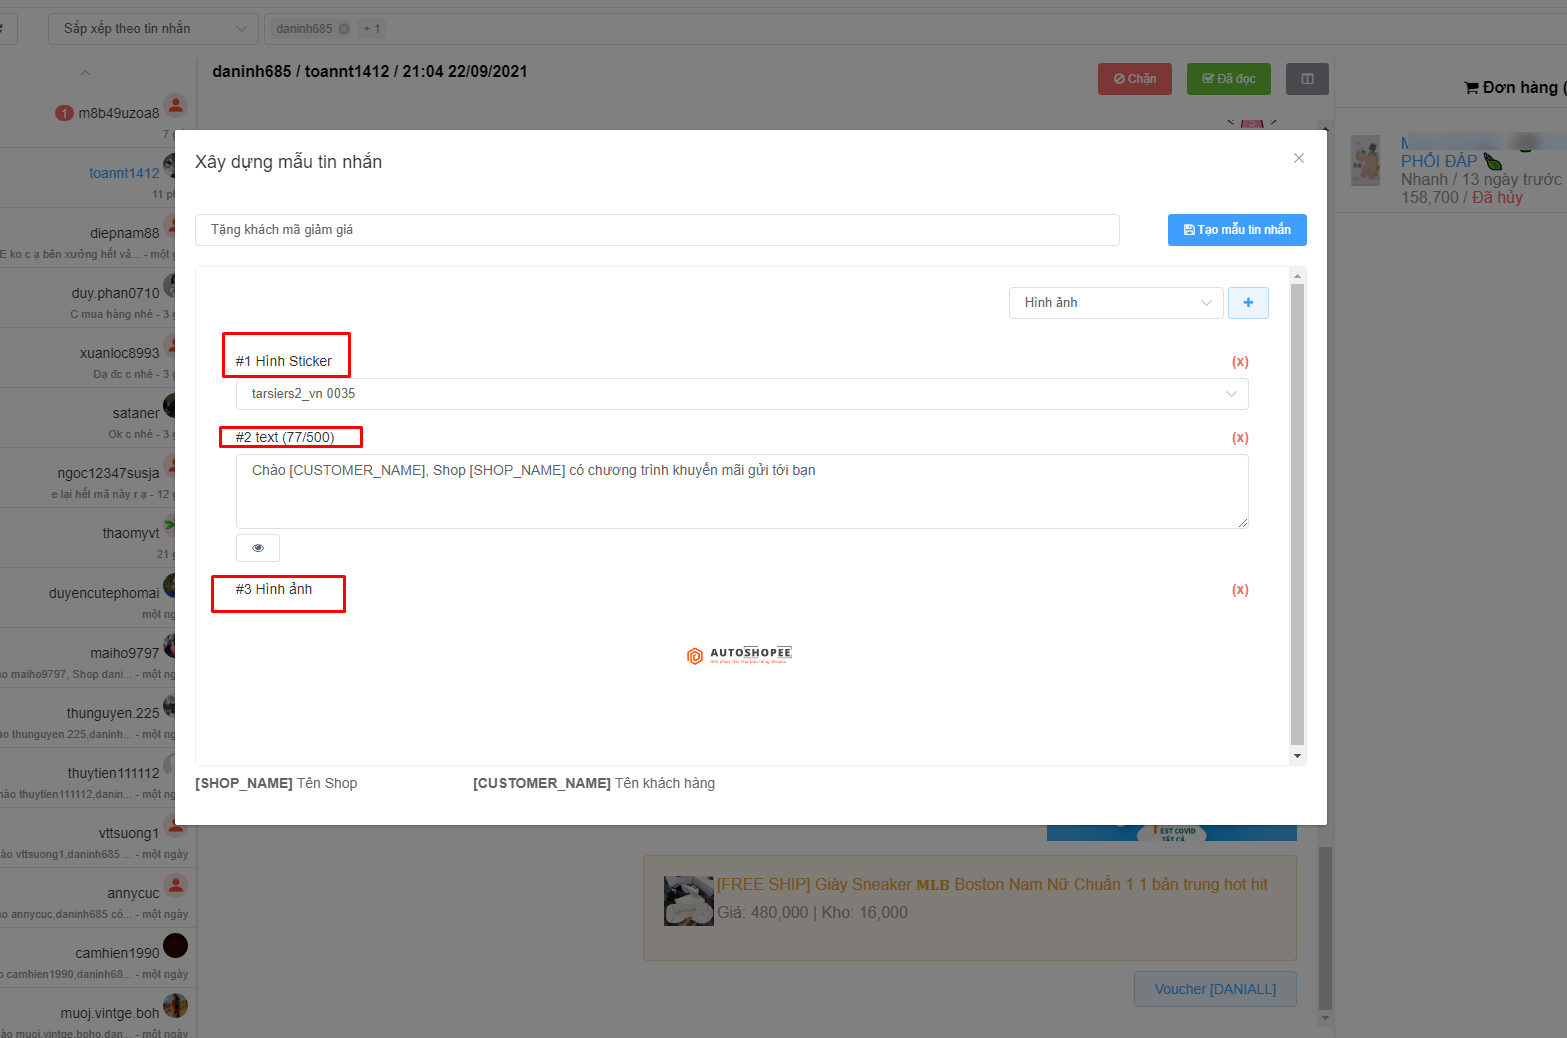 Sắp xếp theo tin nhắn
daninh685
+ 1
daninh685 / toannt1412 / 21:04 22/09/2021
Chặn
Đã đọc
Đơn hàng (
1 m8b49uzoa8
toannt1412
diepnam88
E ko c ạ bên xưởng hết vả... - một
duy.phan0710
C mua hàng nhé - 3
xuanloc8993
Dạ đc c nhé - 3
sataner
Ok c nhé - 3
ngoc12347susja
e lại hết mã này r ạ - 12
thaomyvt
21
duyencutephomai
một
maiho9797
o maiho9797, Shop dani... - một
thunguyen.225
ao thunguyen.225,daninh... - một
thuytien111112
hào thuytien111112,danin... - một
vttsuong1
ào vttsuong1,daninh685 ... - một ngày
annycuc
ào annycuc,daninh685 có... - một ngày
camhien1990
o camhien1990,daninh68... - một ngày
muoj.vintge.boh
ào muoj.vintge.boho,dan... - một ngày
Xây dựng mẫu tin nhắn
Tặng khách mã giảm giá
Tạo mẫu tin nhắn
Hình ảnh
+
#1 Hình Sticker
(x)
tarsiers2_vn 0035
#2 text (77/500)
(x)
Chào [CUSTOMER_NAME], Shop [SHOP_NAME] có chương trình khuyến mãi gửi tới bạn
#3 Hình ảnh
(x)
AUTOSHOPEE
[SHOP_NAME] Tên Shop
[CUSTOMER_NAME] Tên khách hàng
PHỐI ĐÁP
Nhanh / 13 ngày trước
158,700 / Đã hủy
EST COVID
TẤT CẢ
[FREE SHIP] Giày Sneaker MLB Boston Nam Nữ Chuẩn 1 1 bản trung hot hit
Giá: 480,000 | Kho: 16,000
Voucher [DANIALL]